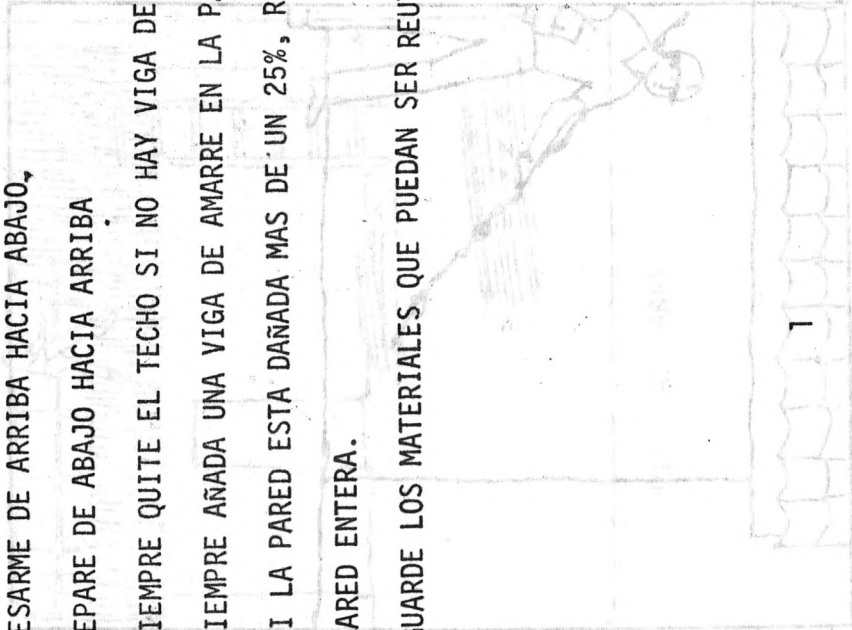 ESARME DE ARRIBA HACIA ABAJO.
EPARE DE ABAJO HACIA ARRIBA
IEMPRE QUITE EL TECHO SI NO HAY VIGA DE
IEMPRE AÑADA UNA VIGA DE AMARRE EN LA
I LA PARED ESTA DAÑADA MAS DE UN 25%, R
ARED ENTERA.
UARDE LOS MATERIALES QUE PUEDAN SER REU
1